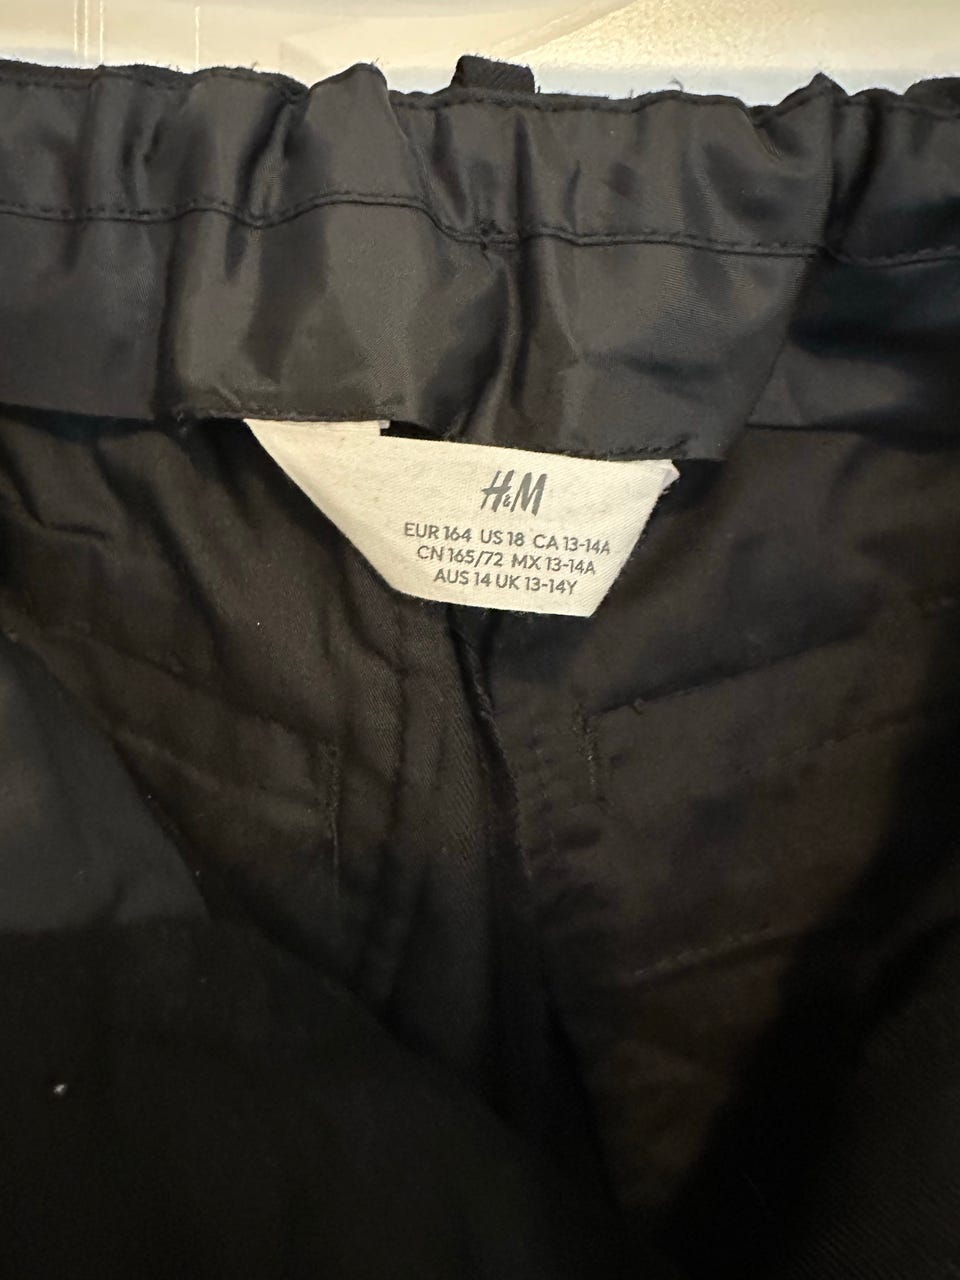 H&M
EUR 164 US 18 CA 13-14A
CN 165/72 MX 13-14A
AUS 14 UK 13-14Y